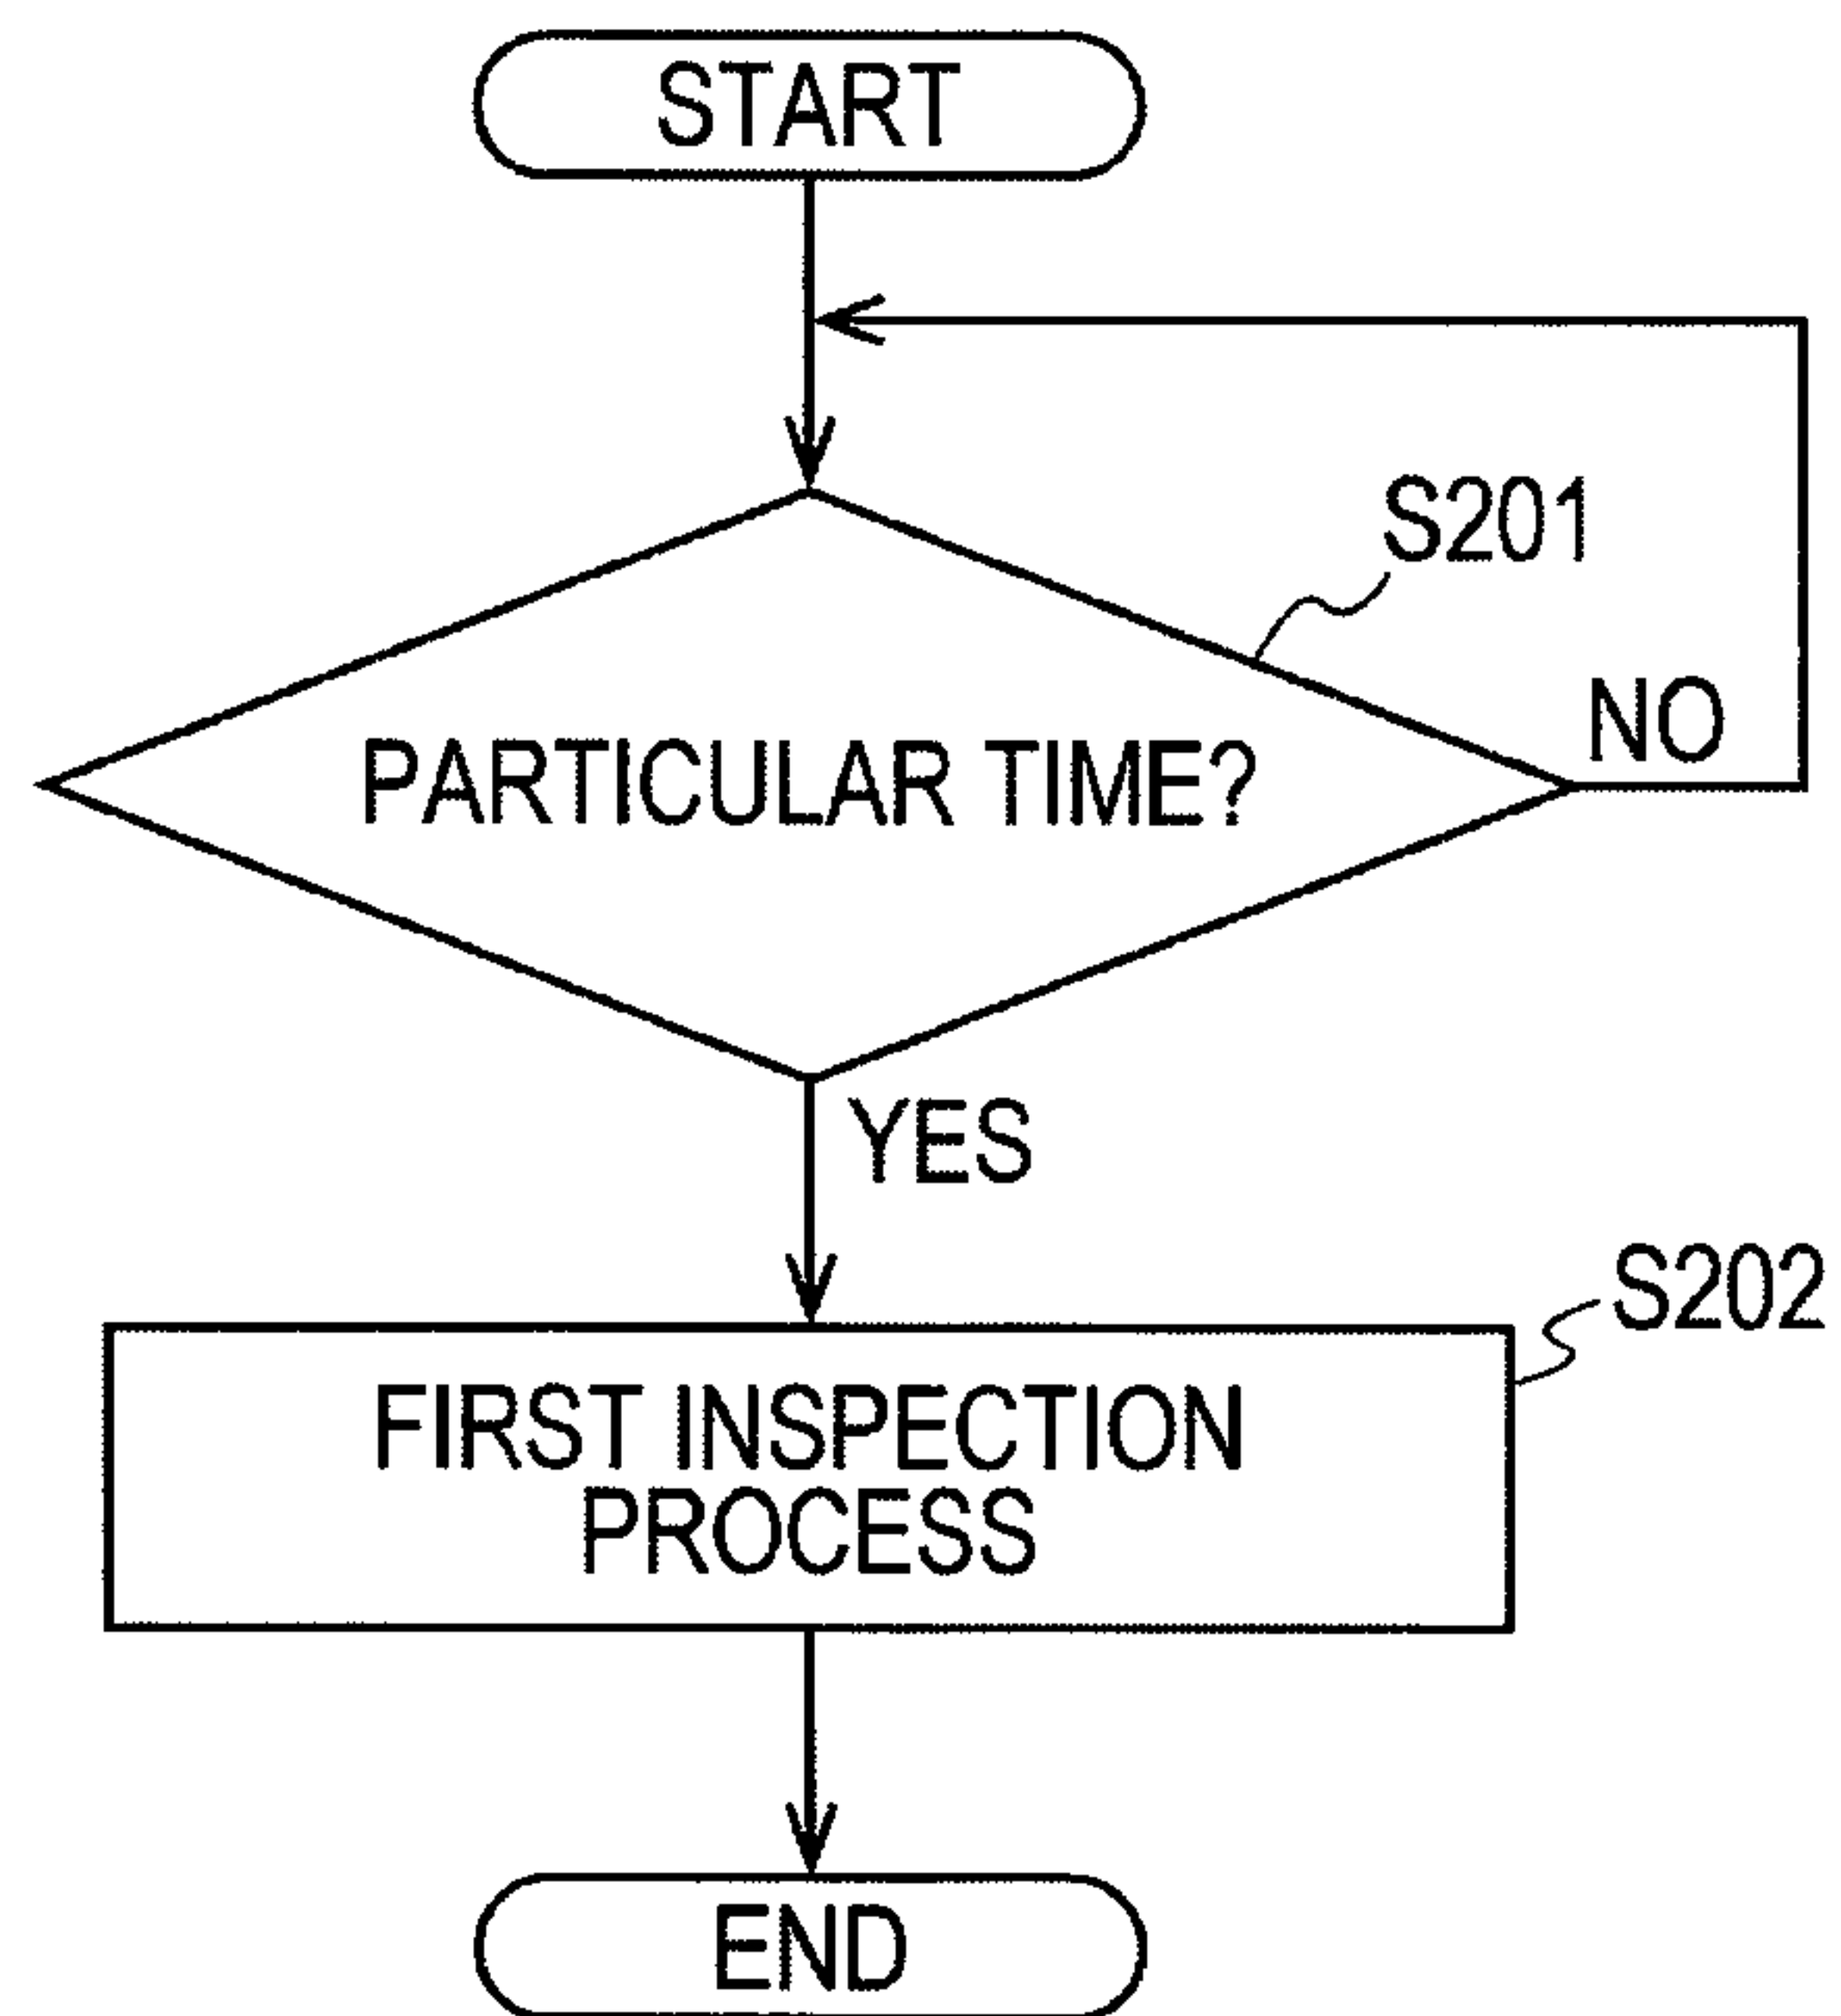 START
S201
PARTICULAR TIME?
NO
YES
S202
FIRST INSPECTION
PROCESS
END